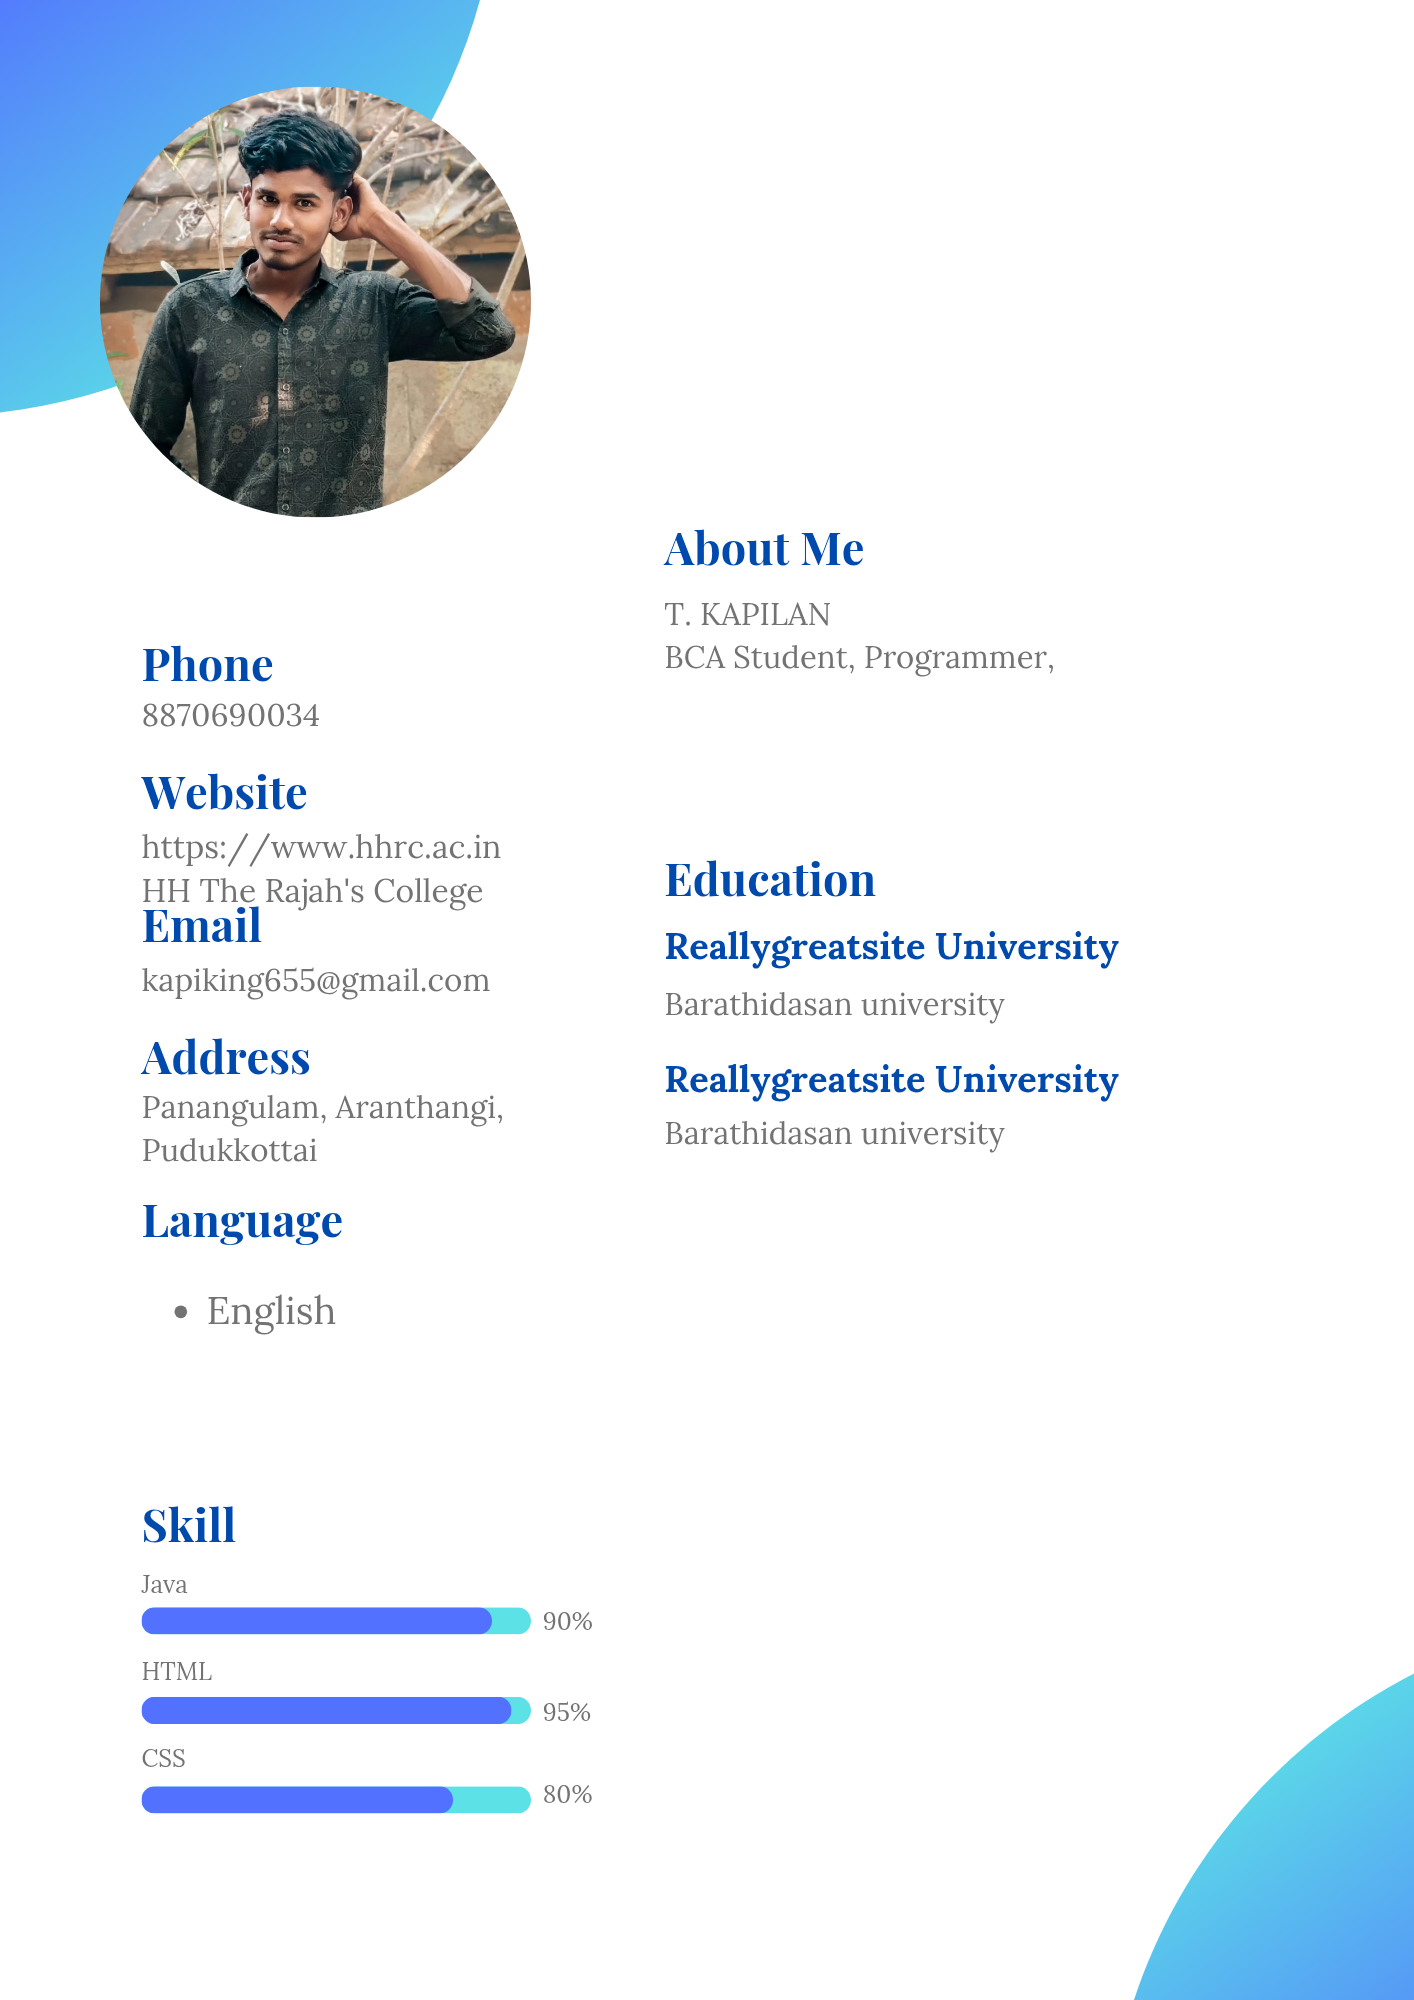 Phone
8870690034
Website
https://www.hhrc.ac.in
HH The Rajah's College
Email
kapiking655@gmail.com
Address
Panangulam, Aranthangi,
Pudukkottai
Language
• English
Skill
Java
90%
HTML
95%
CSS
80%
About Me
T. KAPILAN
BCA Student, Programmer,
Education
Reallygreatsite University
Barathidasan university
Reallygreatsite University
Barathidasan university